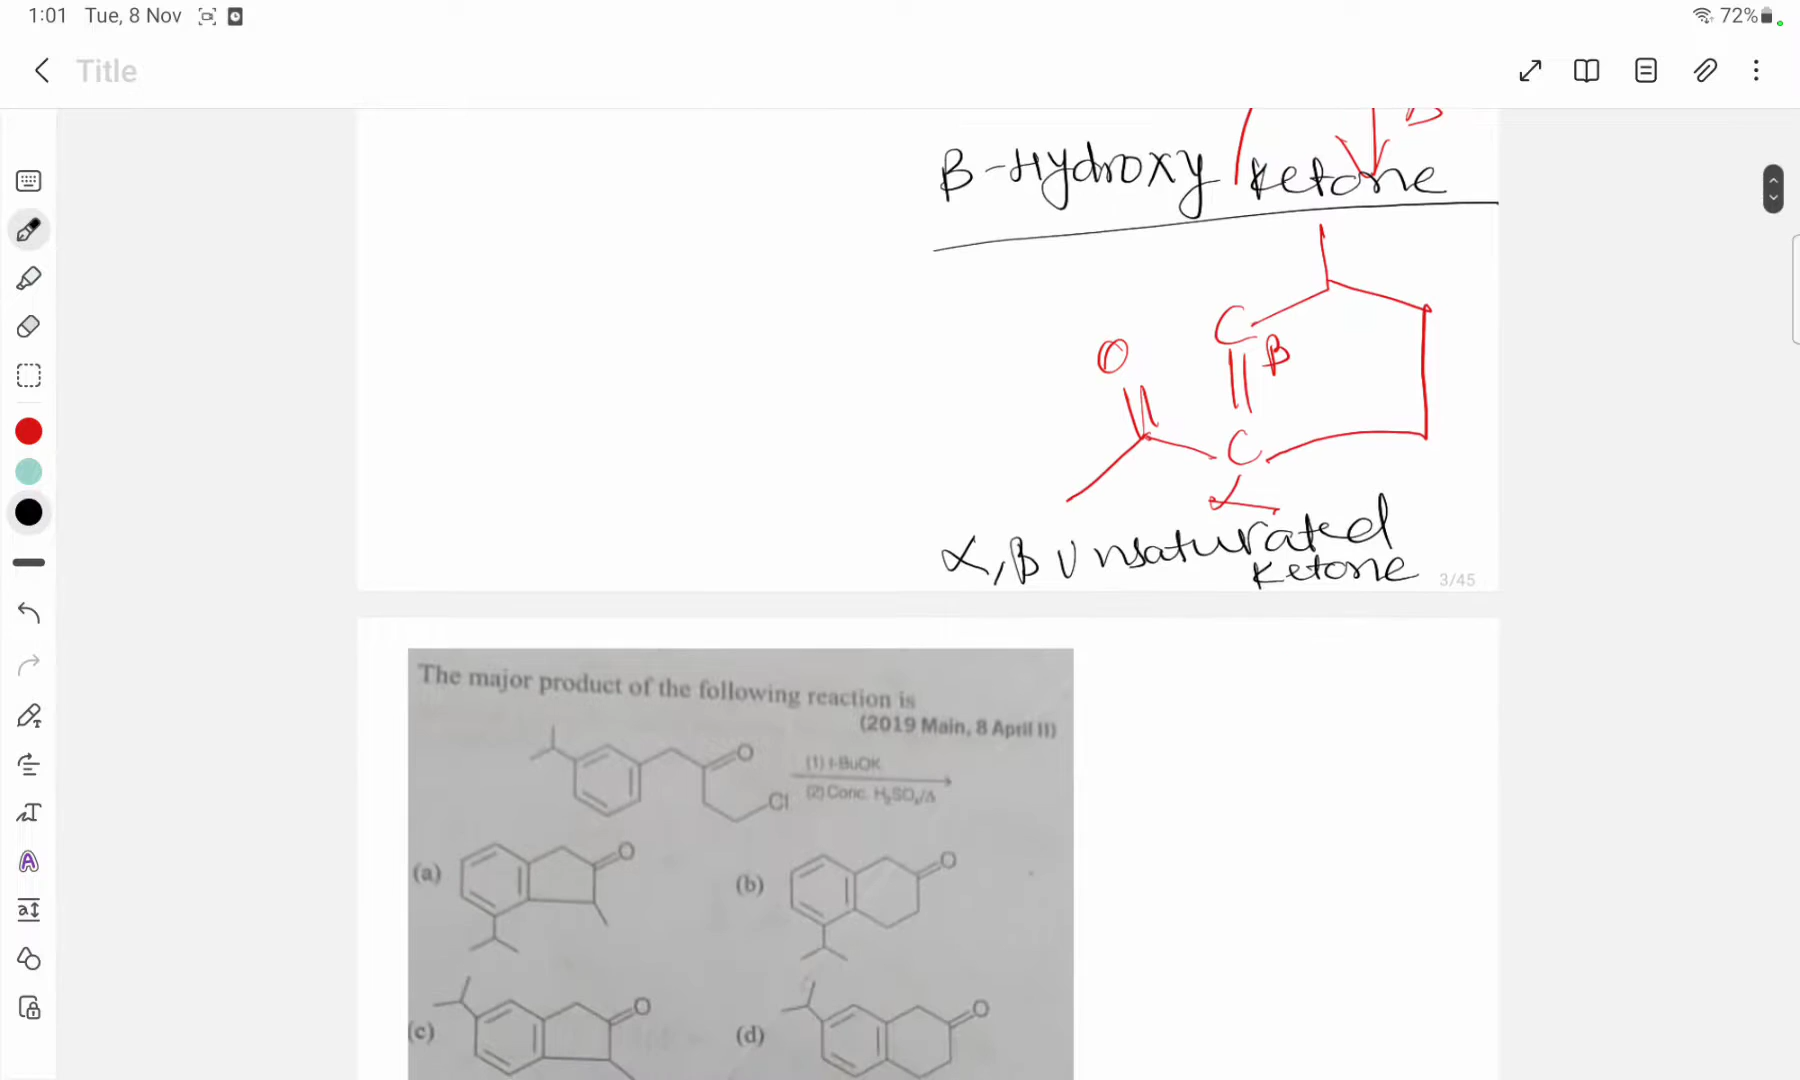 1:01 Tue, 8 Nov
72%
Title
β-Hydroxy ketone
C
β
O
C
α
α,β Unsaturated
ketone
3/45
The major product of the following reaction is
(2019 Main, 8 April II)
O
(1) t-BuOK
Cl
(2) Conc. H₂SO₄/Δ
(a)
O
(b)
O
(c)
O
(d)
O